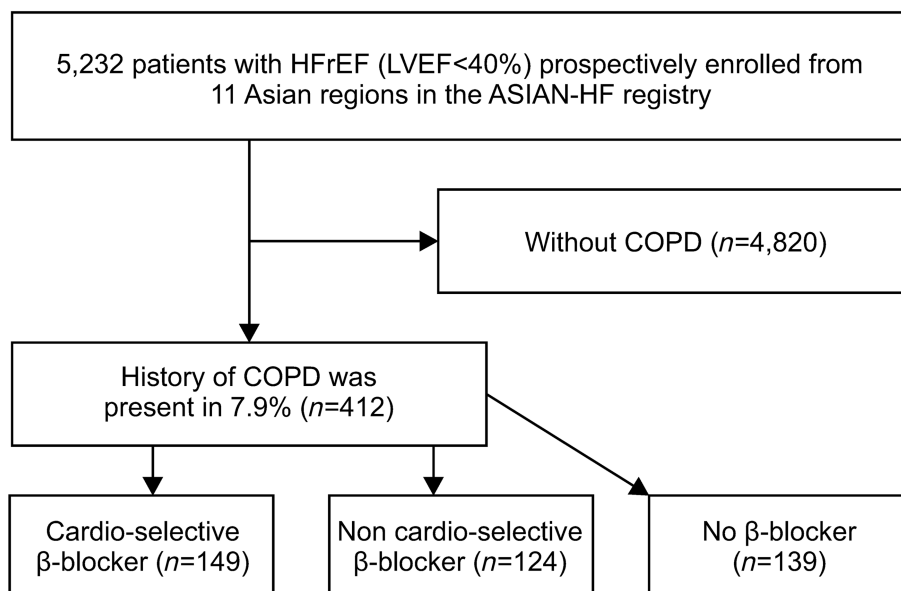 5,232 patients with HFrEF (LVEF<40%) prospectively enrolled from
11 Asian regions in the ASIAN-HF registry
Without COPD (n=4,820)
History of COPD was
present in 7.9% (n=412)
Cardio-selective
β-blocker (n=149)
Non cardio-selective
β-blocker (n=124)
No β-blocker
(n=139)